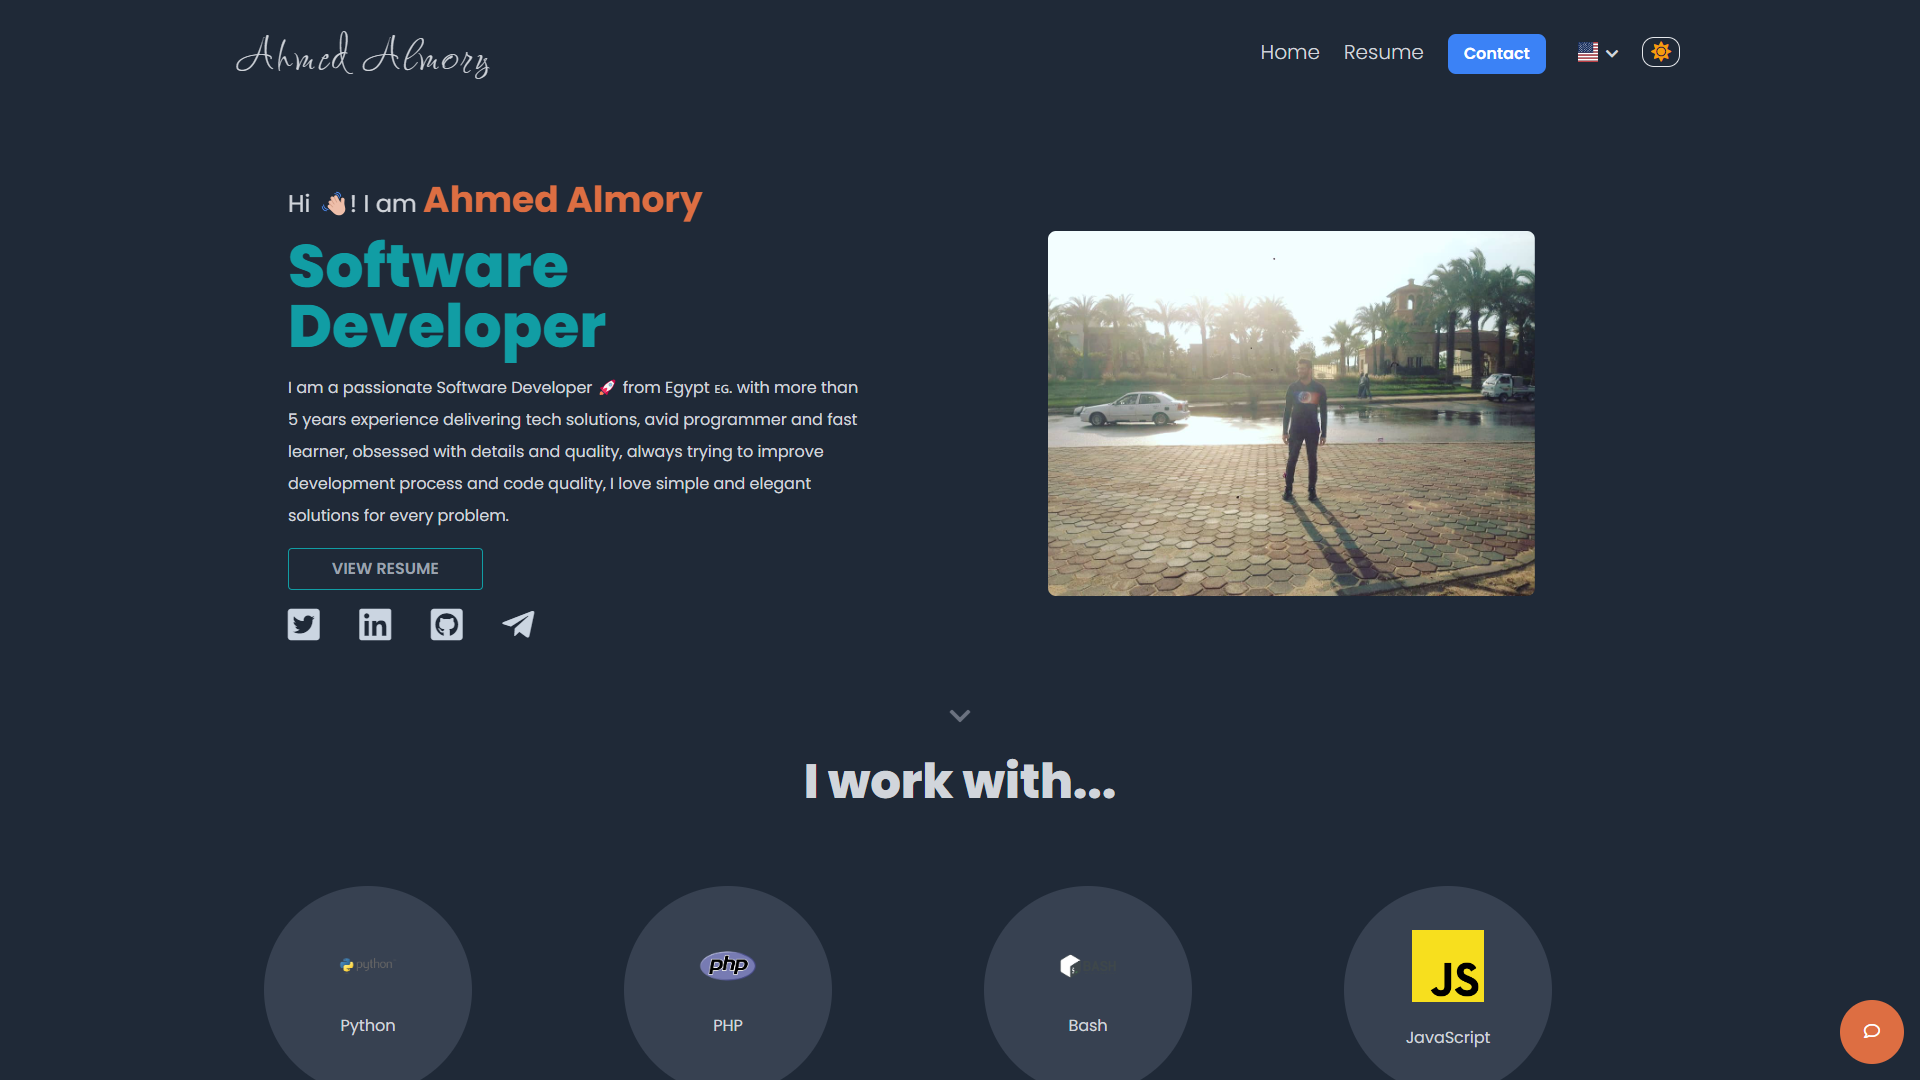 Ahmed Almory
Home Resume Contact
Hi 👋! I am Ahmed Almory
Software
Developer
I am a passionate Software Developer 🚀 from Egypt EG. with more than
5 years experience delivering tech solutions, avid programmer and fast
learner, obsessed with details and quality, always trying to improve
development process and code quality, I love simple and elegant
solutions for every problem.
VIEW RESUME
I work with...
python
php
BASH
JS
Python
PHP
Bash
JavaScript